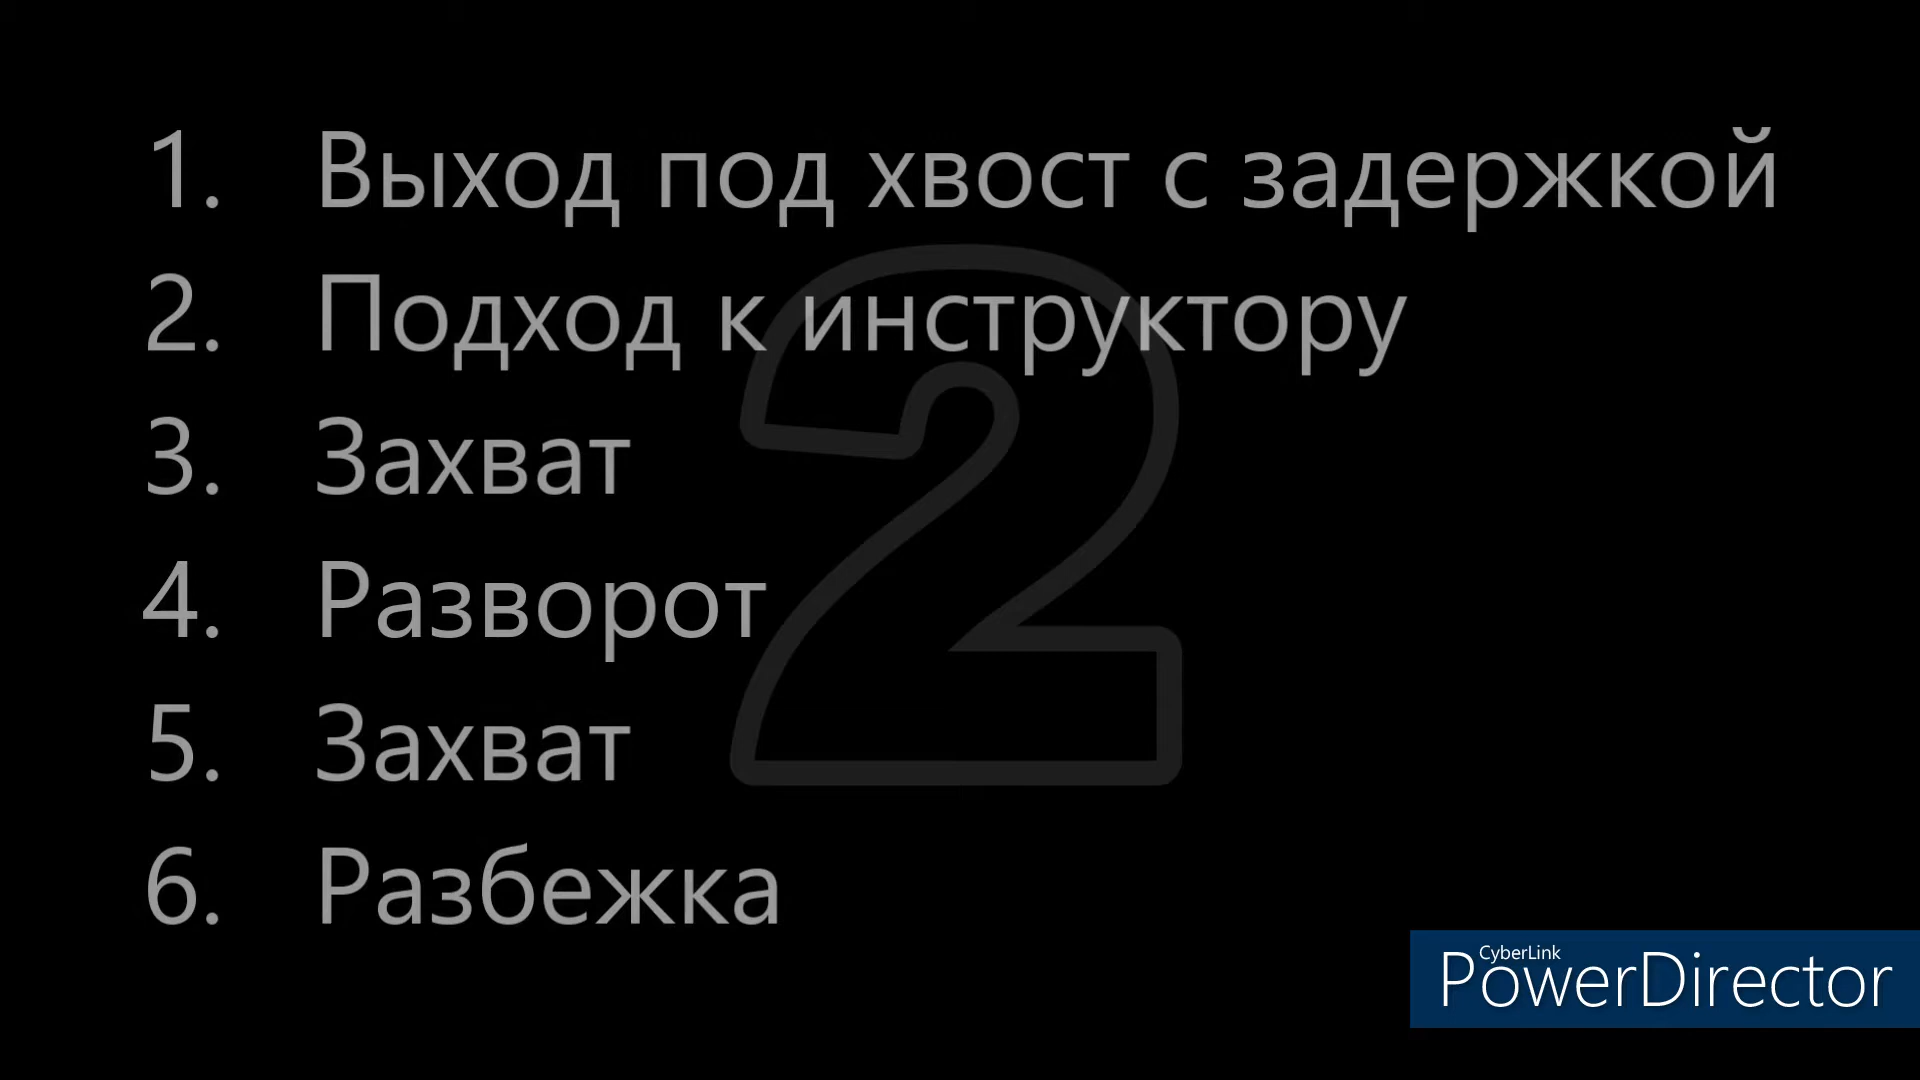 1. Выход под хвост с задержкой
2. Подход к инструктору
3. Захват
4. Разворот
5. Захват
6. Разбежка
2
CyberLink
PowerDirector